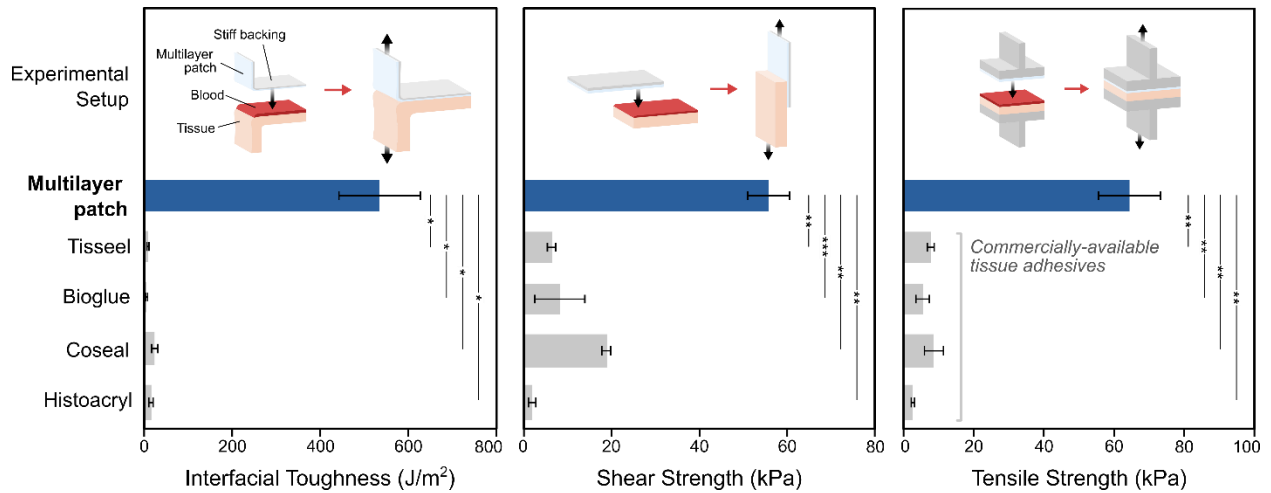 Experimental
Setup
Stiff backing
Multilayer
patch
Blood
Tissue
Multilayer
patch
Tisseel
Bioglue
Coseal
Histoacryl
*
*
*
*
**
***
**
**
**
**
**
**
Commercially-available
tissue adhesives
0
200
400
600
800
0
20
40
60
80
0
20
40
60
80
100
Interfacial Toughness (J/m²)
Shear Strength (kPa)
Tensile Strength (kPa)